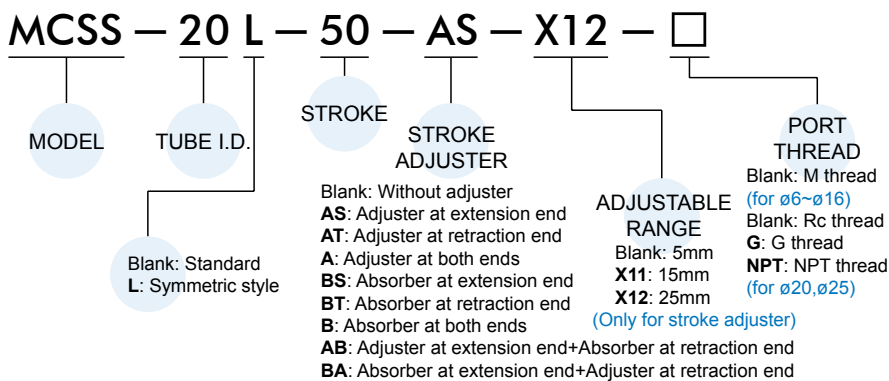 MCSS – 20 L – 50 – AS – X12 – □
MODEL
TUBE I.D.
Blank: Standard
L: Symmetric style
STROKE
STROKE
ADJUSTER
Blank: Without adjuster
AS: Adjuster at extension end
AT: Adjuster at retraction end
A: Adjuster at both ends
BS: Absorber at extension end
BT: Absorber at retraction end
B: Absorber at both ends
AB: Adjuster at extension end+Absorber at retraction end
BA: Absorber at extension end+Adjuster at retraction end
ADJUSTABLE
RANGE
Blank: 5mm
X11: 15mm
X12: 25mm
(Only for stroke adjuster)
PORT
THREAD
Blank: M thread
(for ø6~ø16)
Blank: Rc thread
G: G thread
NPT: NPT thread
(for ø20,ø25)